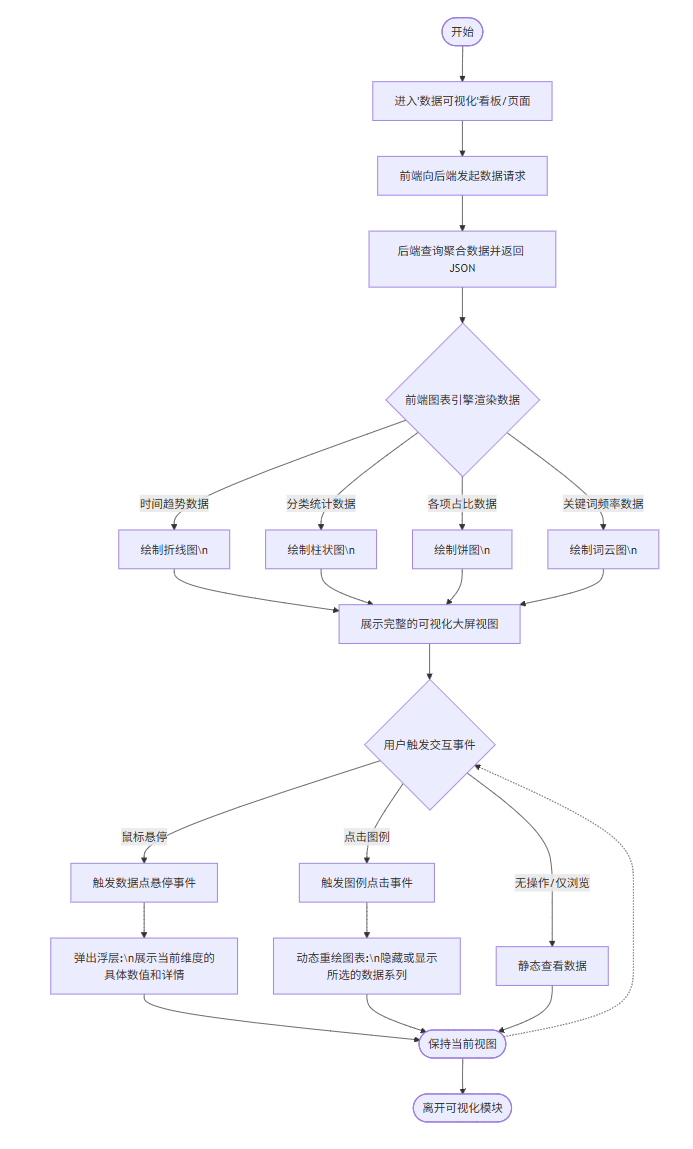 开始
进入'数据可视化'看板/页面
前端向后端发起数据请求
后端查询聚合数据并返回
JSON
前端图表引擎渲染数据
时间趋势数据
分类统计数据
各项占比数据
关键词频率数据
绘制折线图\n
绘制柱状图\n
绘制饼图\n
绘制词云图\n
展示完整的可视化大屏视图
用户触发交互事件
鼠标悬停
点击图例
无操作/仅浏览
触发数据点悬停事件
触发图例点击事件
弹出浮层:\n展示当前维度的
具体数值和详情
动态重绘图表:\n隐藏或显示
所选的数据系列
静态查看数据
保持当前视图
离开可视化模块